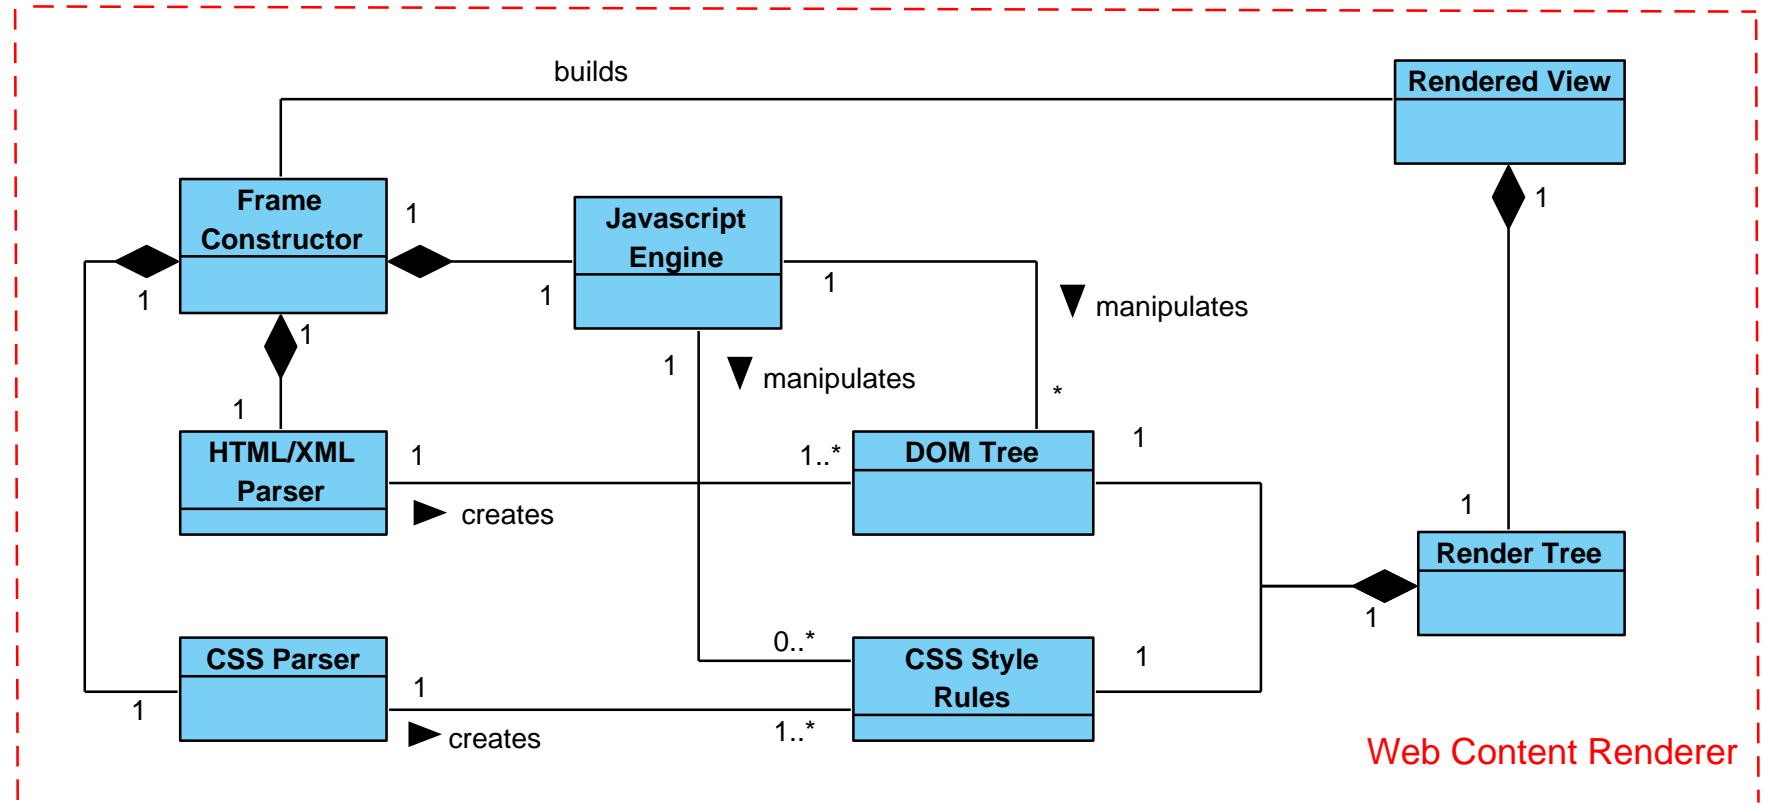 builds
Rendered View
1
Frame
Constructor
1
Javascript
Engine
1
1
1
1
manipulates
1
1
manipulates
*
1
HTML/XML
Parser
1
creates
1..*
DOM Tree
1
1
Render Tree
1
CSS Parser
1
1
creates
0..*
1..*
CSS Style
Rules
1
Web Content Renderer